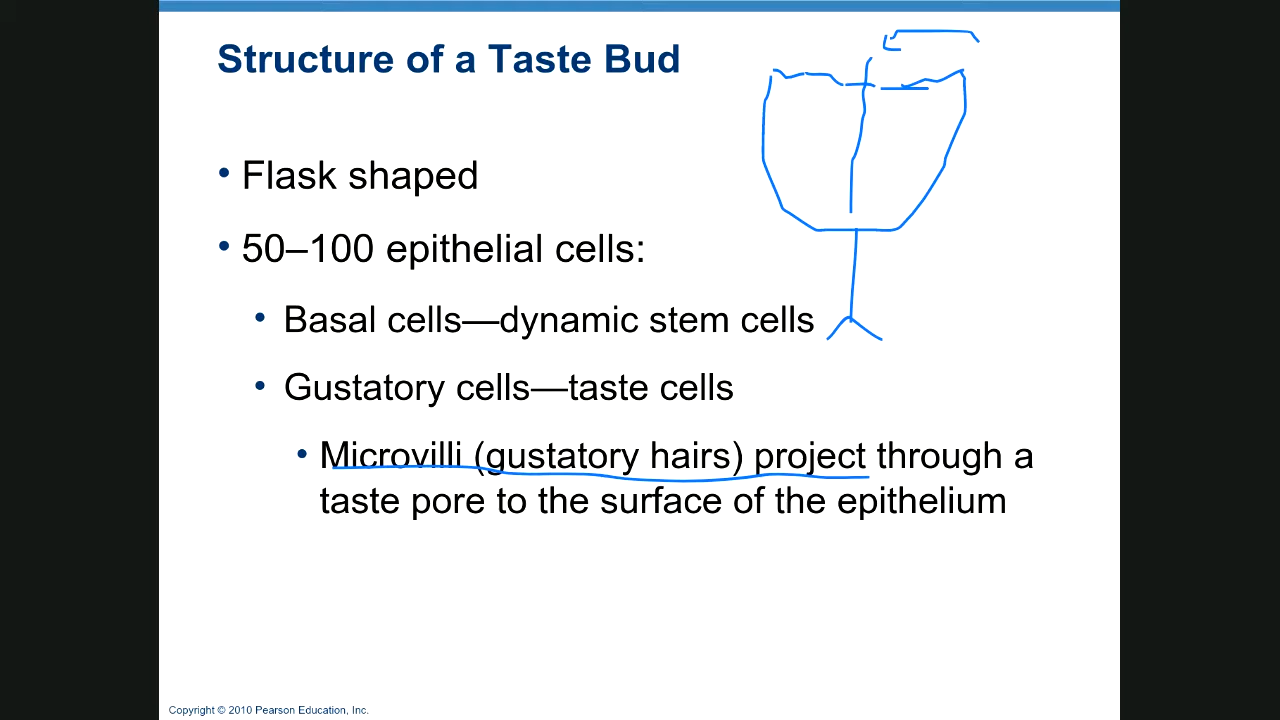 Structure of a Taste Bud
• Flask shaped
• 50–100 epithelial cells:
• Basal cells—dynamic stem cells
• Gustatory cells—taste cells
• Microvilli (gustatory hairs) project through a
taste pore to the surface of the epithelium
Copyright © 2010 Pearson Education, Inc.